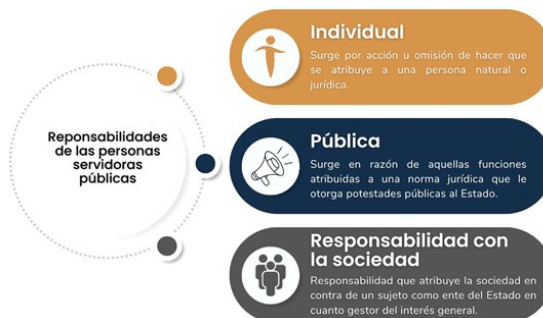 Reponsabilidades
de las personas
servidoras
públicas
Individual
Surge por acción u omisión de hacer que
se atribuye a una persona natural o
jurídica.
Pública
Surge en razón de aquellas funciones
atribuidas a una norma jurídica que le
otorga potestades públicas al Estado.
Responsabilidad con
la sociedad
Responsabilidad que atribuye la sociedad en
contra de un sujeto como ente del Estado en
cuanto gestor del interés general.